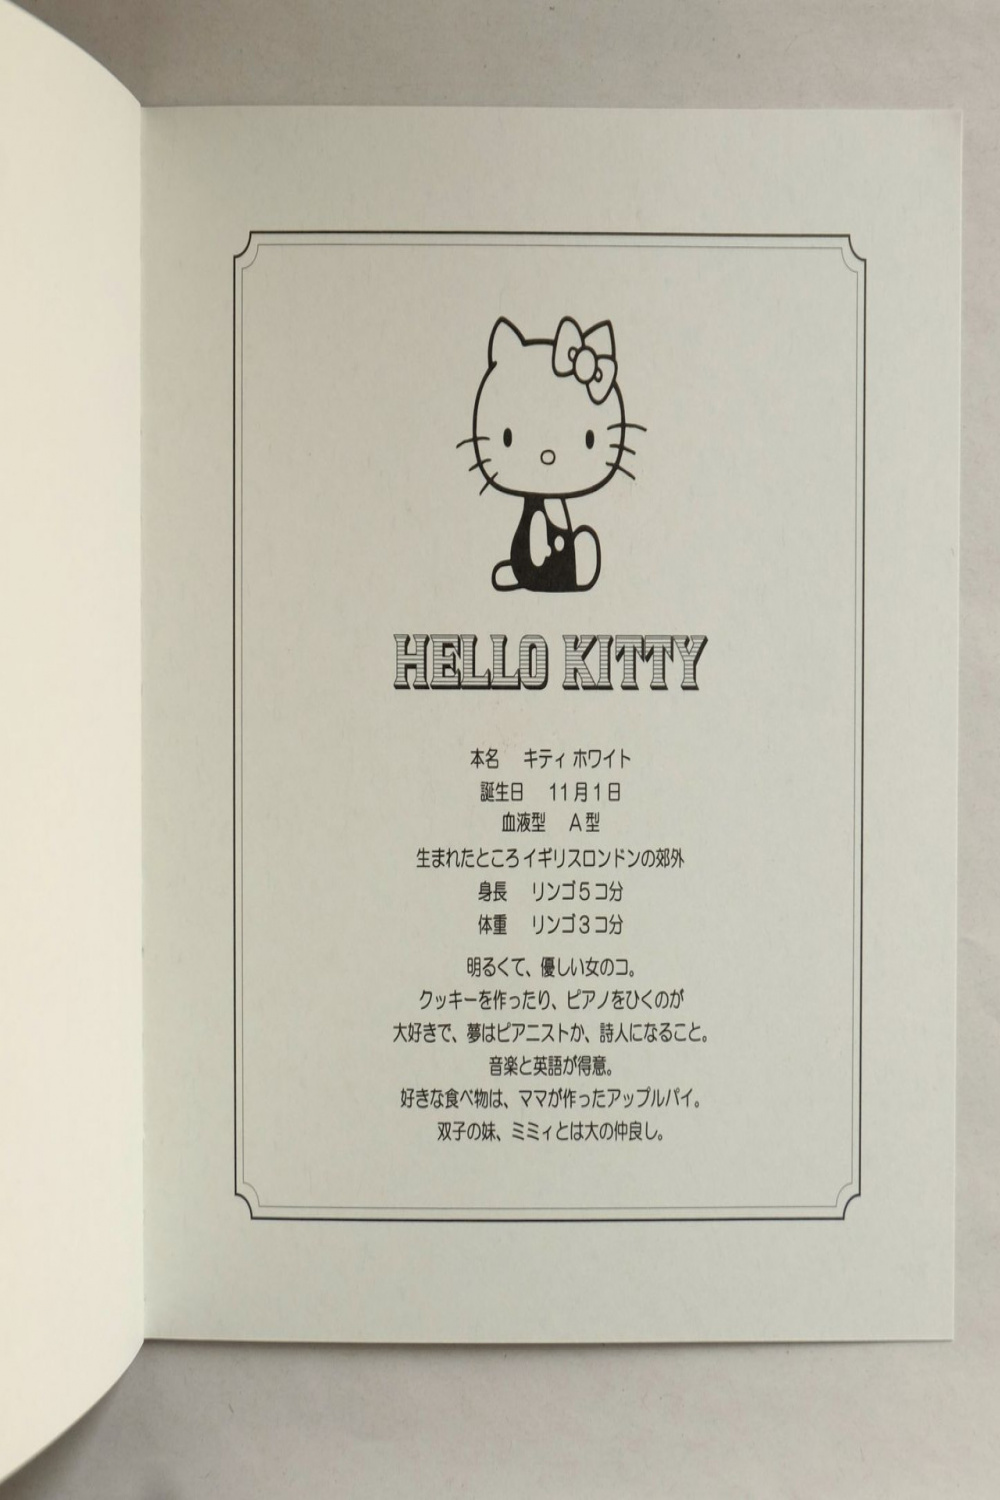 HELLO KITTY
本名 キティ ホワイト
誕生日 11月1日
血液型 A型
生まれたところ イギリスロンドンの郊外
身長 リンゴ5コ分
体重 リンゴ3コ分
明るくて、優しい女のコ。
クッキーを作ったり、ピアノをひくのが
大好きで、夢はピアニストか、詩人になること。
音楽と英語が得意。
好きな食べ物は、ママが作ったアップルパイ。
双子の妹、ミミィとは大の仲良し。